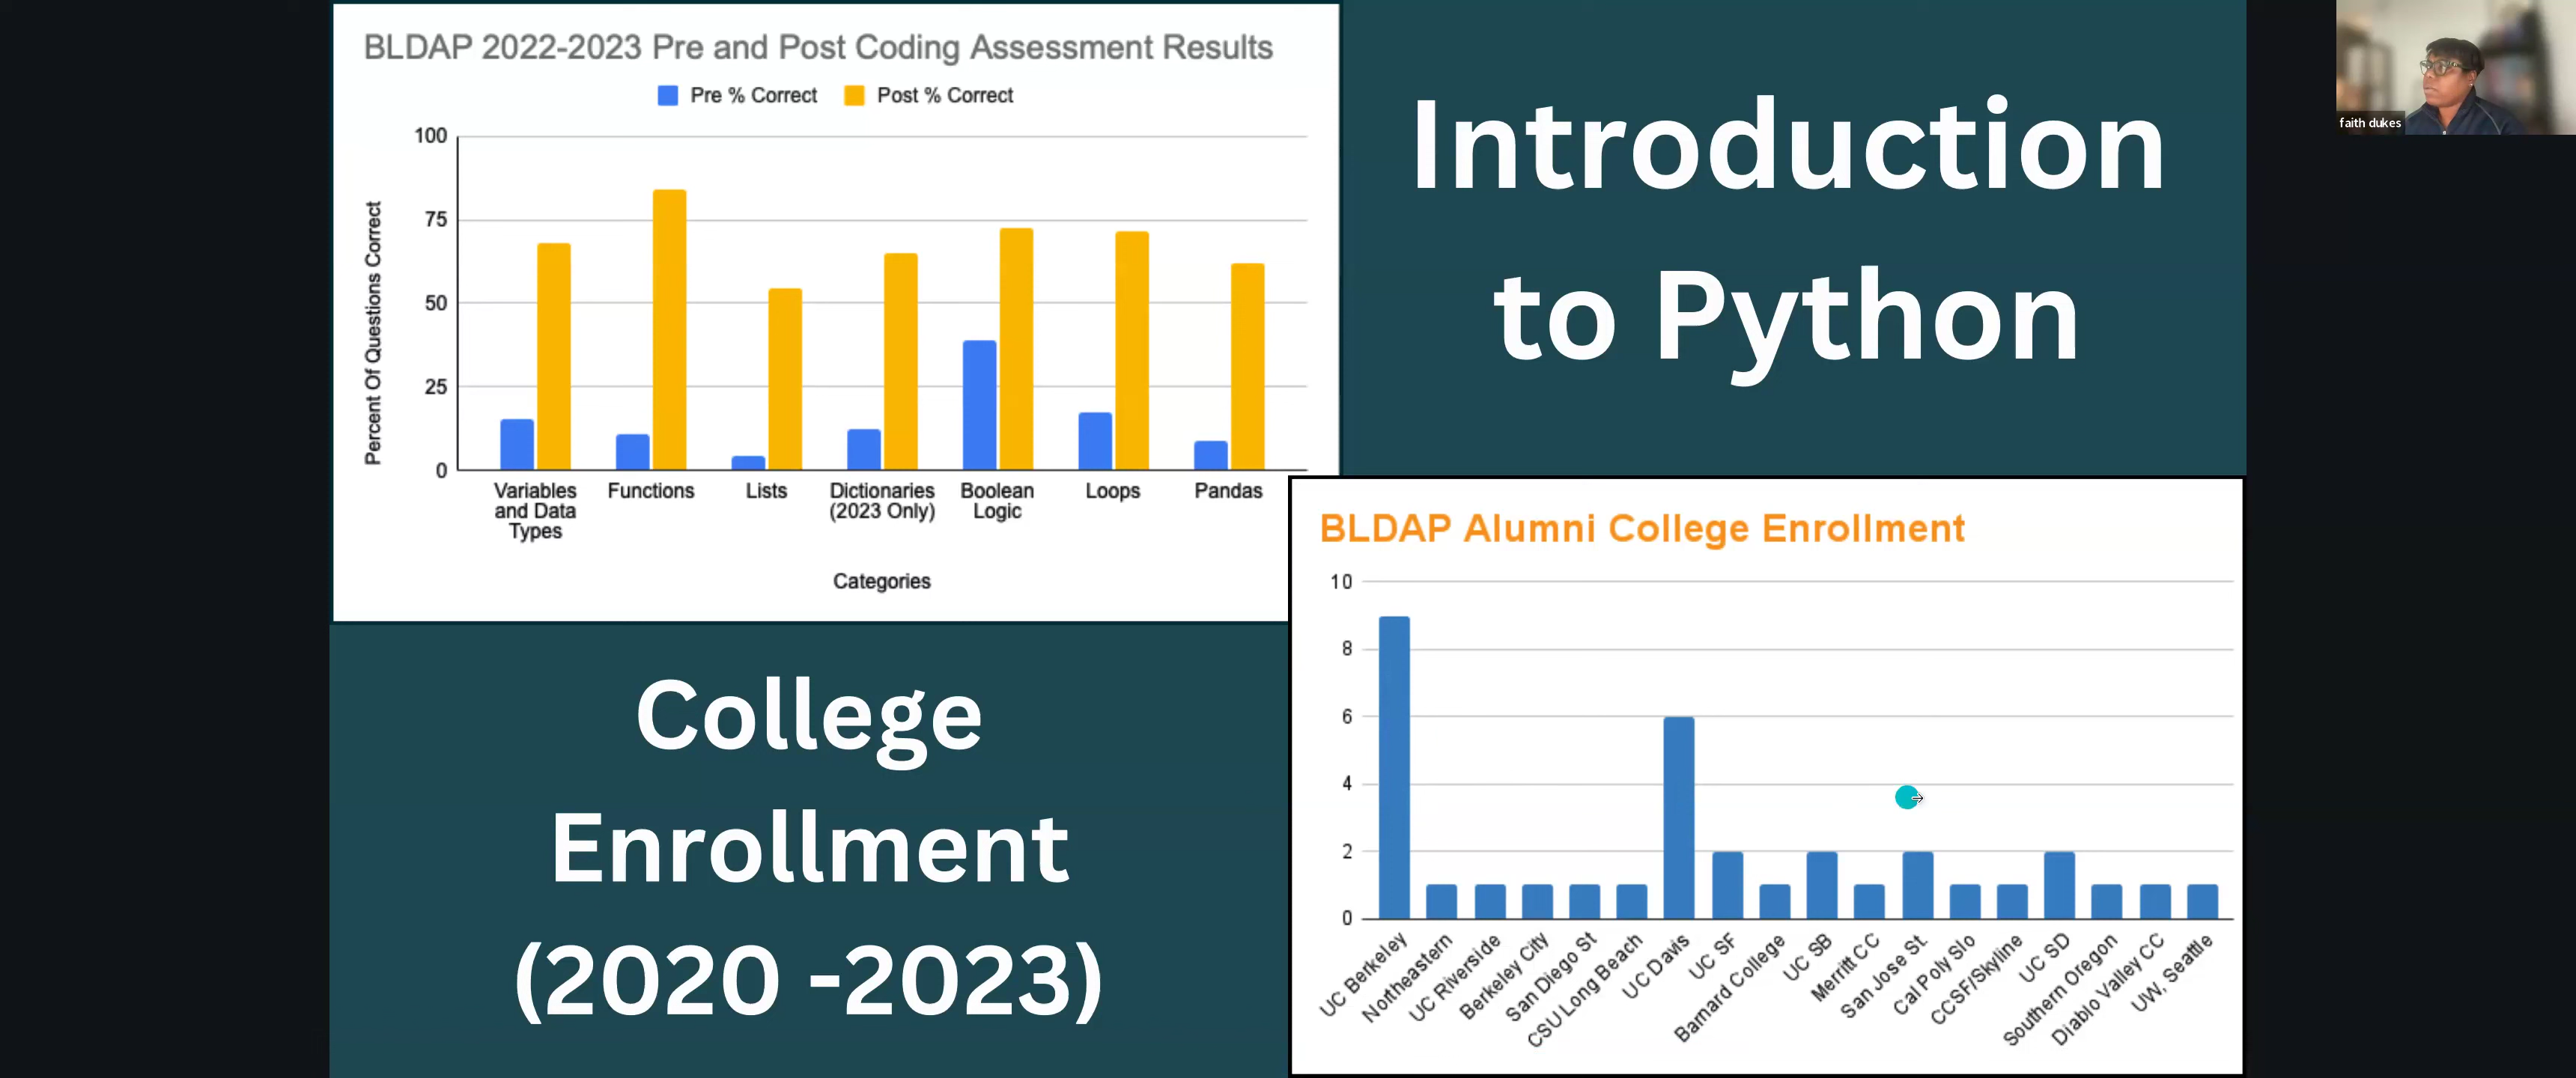 BLDAP 2022-2023 Pre and Post Coding Assessment Results
Pre % Correct
Post % Correct
Percent Of Questions Correct
100
75
50
25
0
Variables
and Data
Types
Functions
Lists
Dictionaries
(2023 Only)
Boolean
Logic
Loops
Pandas
Categories
Introduction
to Python
faith dukes
College
Enrollment
(2020 -2023)
BLDAP Alumni College Enrollment
10
8
6
4
2
0
UC Berkeley
Northeastern
UC Riverside
Berkeley City
San Diego St
CSU Long Beach
UC Davis
UC SF
Barnard College
UC SB
Merritt CC
San Jose St.
Cal Poly Slo
CCSF/Skyline
UC SD
Southern Oregon
Diablo Valley CC
UW, Seattle